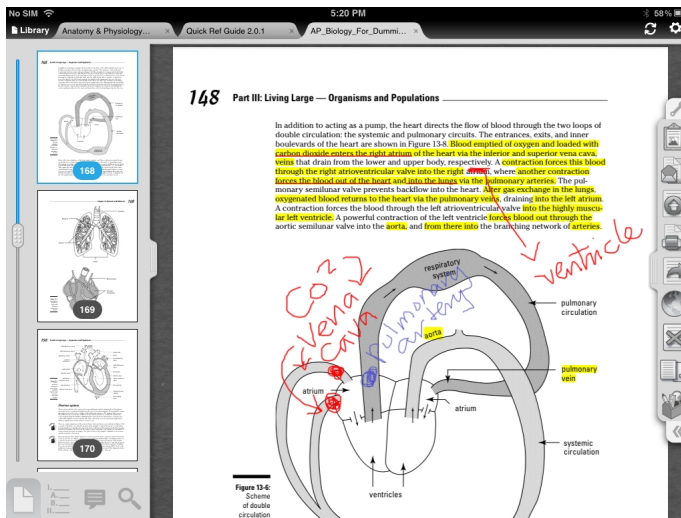 No SIM 5:20 PM 58%
Library Anatomy & Physiology... × Quick Ref Guide 2.0.1 × AP_Biology_For_Dummi... ×
148 Part III: Living Large — Organisms and Populations
In addition to acting as a pump, the heart directs the flow of blood through the two loops of
double circulation: the systemic and pulmonary circuits. The entrances, exits, and inner
boulevards of the heart are shown in Figure 13-8. Blood emptied of oxygen and loaded with
carbon dioxide enters the right atrium of the heart via the inferior and superior vena cava,
veins that drain from the lower and upper body, respectively. A contraction forces this blood
through the right atrioventricular valve into the right atrium, where another contraction
forces the blood out of the heart and into the lungs via the pulmonary arteries. The pul-
monary semilunar valve prevents backflow into the heart. After gas exchange in the lungs,
oxygenated blood returns to the heart via the pulmonary veins, draining into the left atrium.
A contraction forces the blood through the left atrioventricular valve into the highly muscu-
lar left ventricle. A powerful contraction of the left ventricle forces blood out through the
aortic semilunar valve into the aorta, and from there into the branching network of arteries.
ventricle
respiratory
system
CO2
vena
cava
pulmonary
artery
pulmonary
circulation
aorta
pulmonary
vein
atrium
atrium
systemic
circulation
ventricles
Figure 13-6:
Scheme
of double
circulation
168
169
170
I.
A.
B.
II.